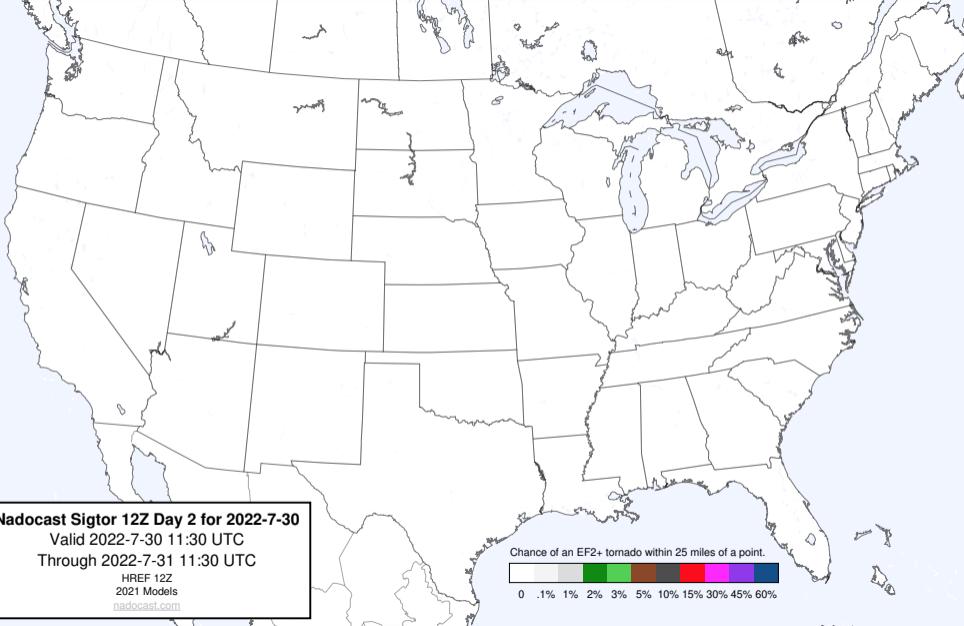 Nadocast Sigtor 12Z Day 2 for 2022-7-30
Valid 2022-7-30 11:30 UTC
Through 2022-7-31 11:30 UTC
HREF 12Z
2021 Models
nadocast.com
Chance of an EF2+ tornado within 25 miles of a point.
0 .1% 1% 2% 3% 5% 10% 15% 30% 45% 60%